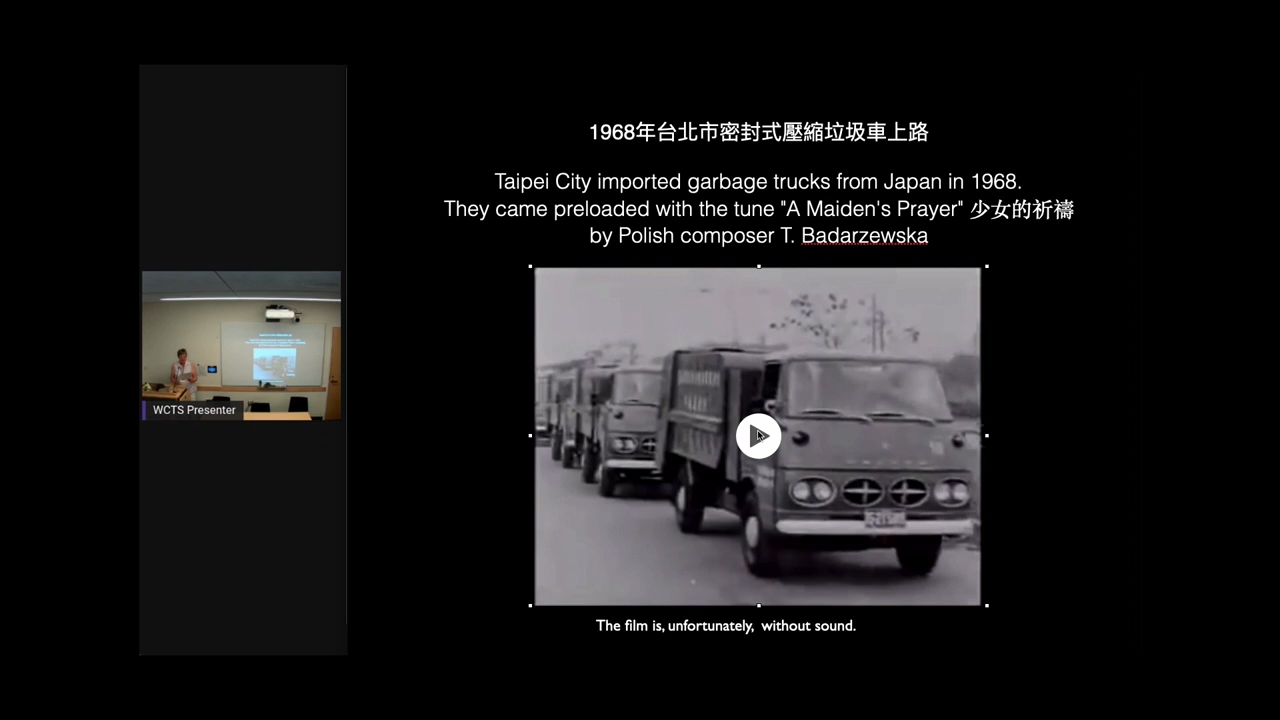 1968年台北市密封式壓縮垃圾車上路
Taipei City imported garbage trucks from Japan in 1968.
They came preloaded with the tune "A Maiden's Prayer" 少女的祈禱
by Polish composer T. Badarzewska
WCTS Presenter
The film is, unfortunately, without sound.